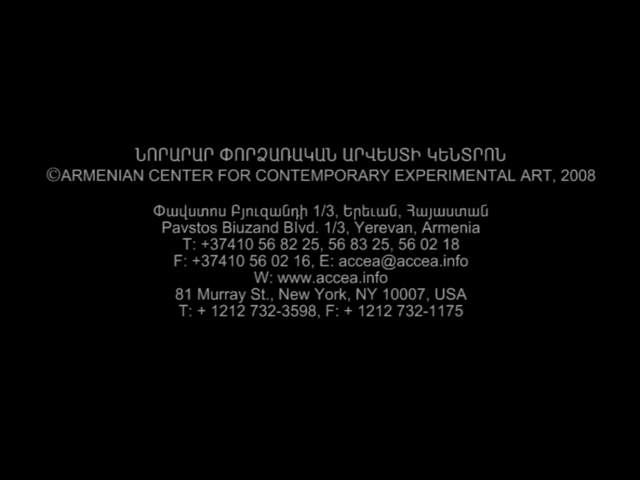 ՆՈՐԱՐԱՐ ՓՈՐՁԱՌԱԿԱՆ ԱՐՎԵՍՏԻ ԿԵՆՏՐՈՆ
©ARMENIAN CENTER FOR CONTEMPORARY EXPERIMENTAL ART, 2008
Փավստոս Բյուզանդի 1/3, Երեւան, Հայաստան
Pavstos Biuzand Blvd. 1/3, Yerevan, Armenia
T: +37410 56 82 25, 56 83 25, 56 02 18
F: +37410 56 02 16, E: accea@accea.info
W: www.accea.info
81 Murray St., New York, NY 10007, USA
T: + 1212 732-3598, F: + 1212 732-1175